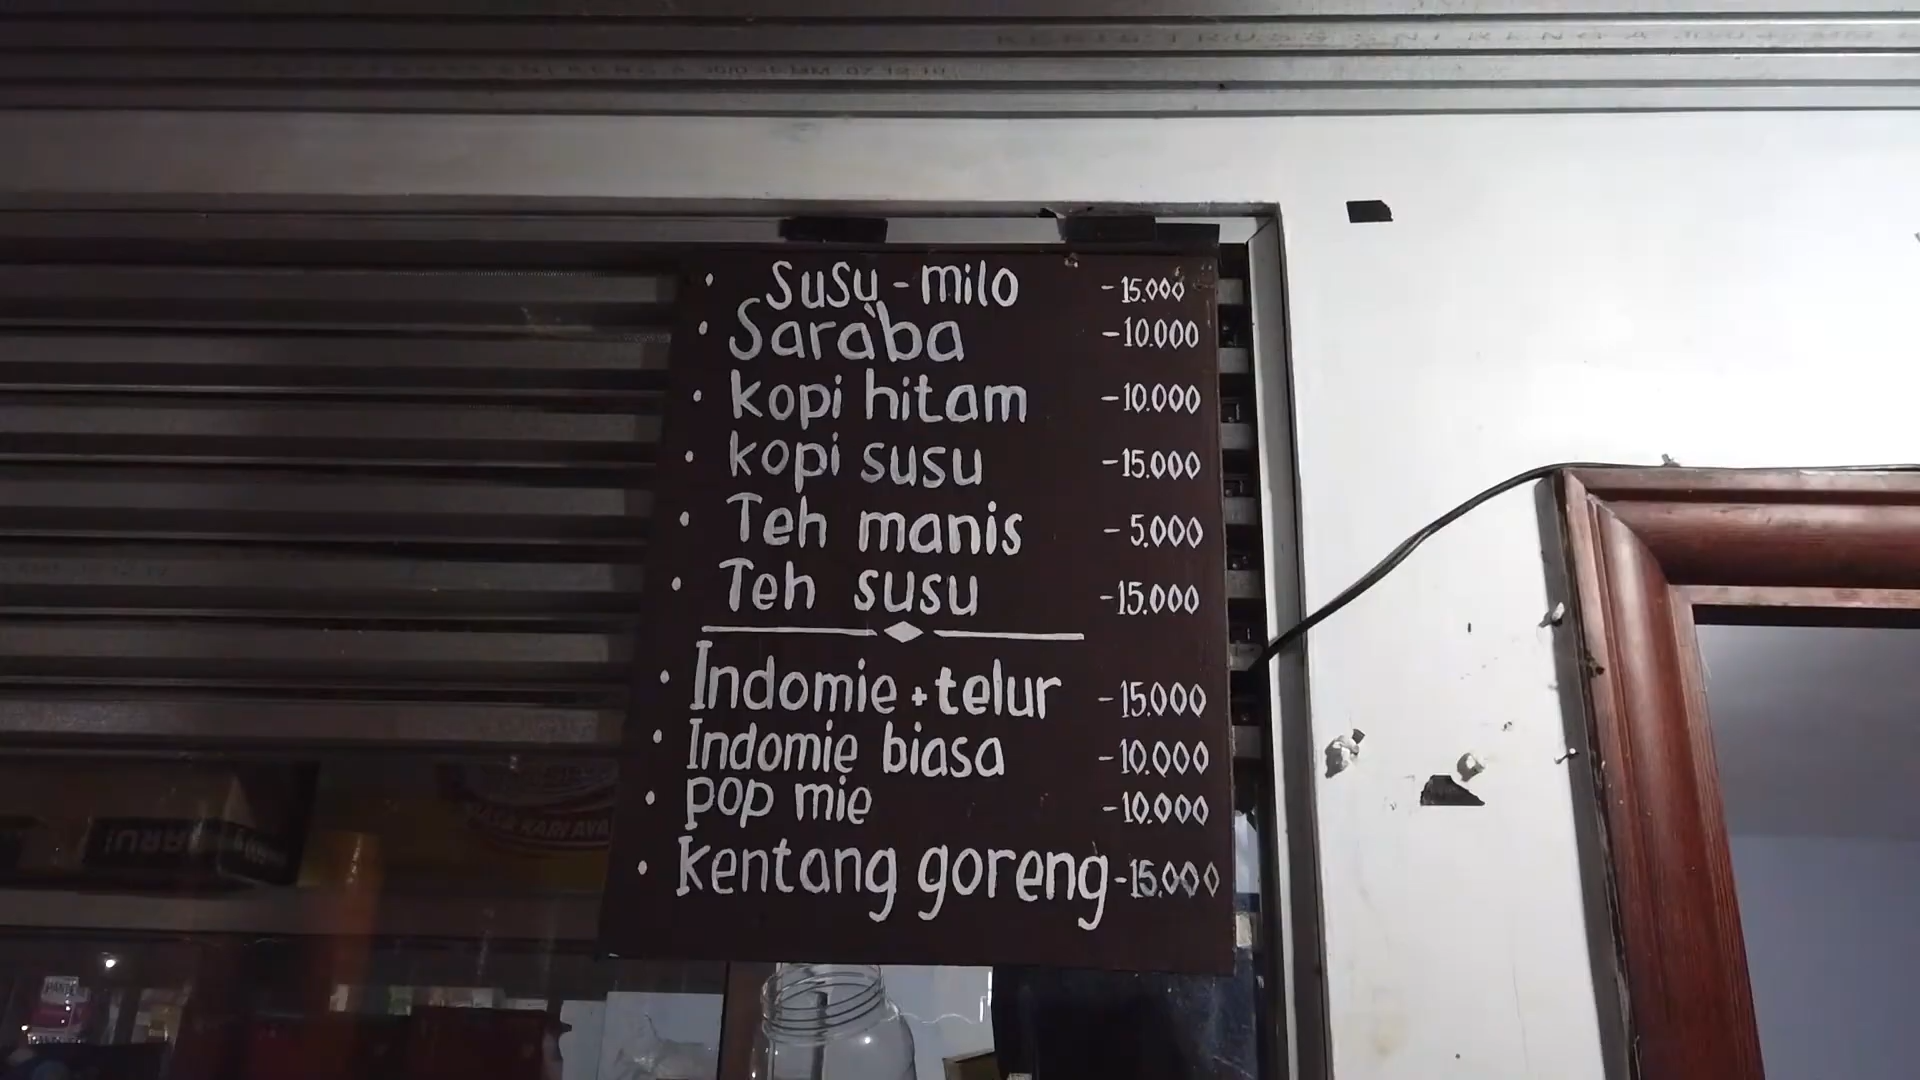 • Susu - milo - 15.000
• Sara'ba - 10.000
• kopi hitam - 10.000
• kopi susu - 15.000
• Teh manis - 5.000
• Teh susu - 15.000
• Indomie + telur - 15.000
• Indomie biasa - 10.000
• pop mie - 10.000
• kentang goreng - 15.000